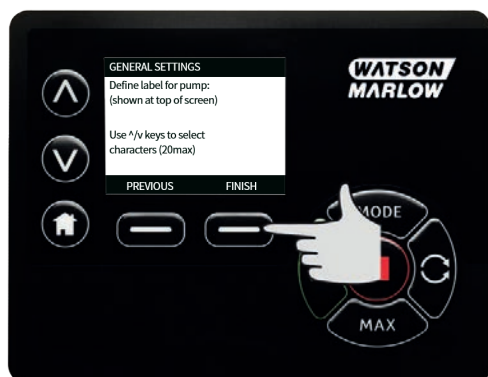 GENERAL SETTINGS
Define label for pump:
(shown at top of screen)
Use ^/v keys to select
characters (20max)
PREVIOUS FINISH
WATSON
MARLOW
MODE
MAX